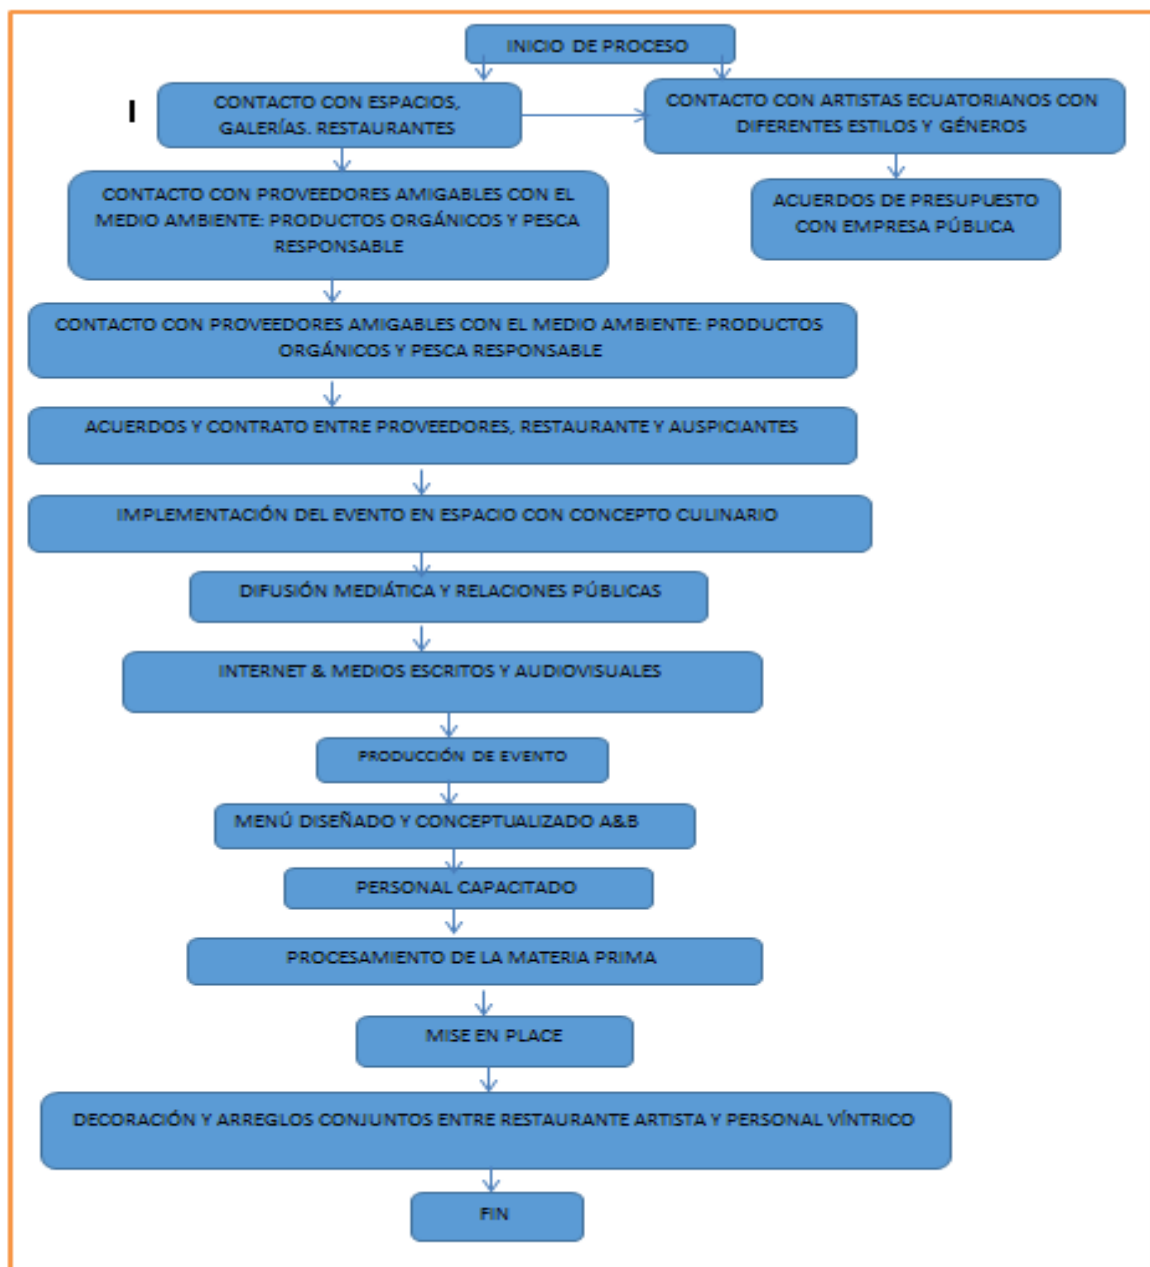 INICIO DE PROCESO
I
CONTACTO CON ESPACIOS,
GALERÍAS. RESTAURANTES
CONTACTO CON ARTISTAS ECUATORIANOS CON
DIFERENTES ESTILOS Y GÉNEROS
CONTACTO CON PROVEEDORES AMIGABLES CON EL
MEDIO AMBIENTE: PRODUCTOS ORGÁNICOS Y PESCA
RESPONSABLE
ACUERDOS DE PRESUPUESTO
CON EMPRESA PÚBLICA
CONTACTO CON PROVEEDORES AMIGABLES CON EL MEDIO AMBIENTE: PRODUCTOS
ORGÁNICOS Y PESCA RESPONSABLE
ACUERDOS Y CONTRATO ENTRE PROVEEDORES, RESTAURANTE Y AUSPICIANTES
IMPLEMENTACIÓN DEL EVENTO EN ESPACIO CON CONCEPTO CULINARIO
DIFUSIÓN MEDIÁTICA Y RELACIONES PÚBLICAS
INTERNET & MEDIOS ESCRITOS Y AUDIOVISUALES
PRODUCCIÓN DE EVENTO
MENÚ DISEÑADO Y CONCEPTUALIZADO A&B
PERSONAL CAPACITADO
PROCESAMIENTO DE LA MATERIA PRIMA
MISE EN PLACE
DECORACIÓN Y ARREGLOS CONJUNTOS ENTRE RESTAURANTE ARTISTA Y PERSONAL VÍNTRICO
FIN